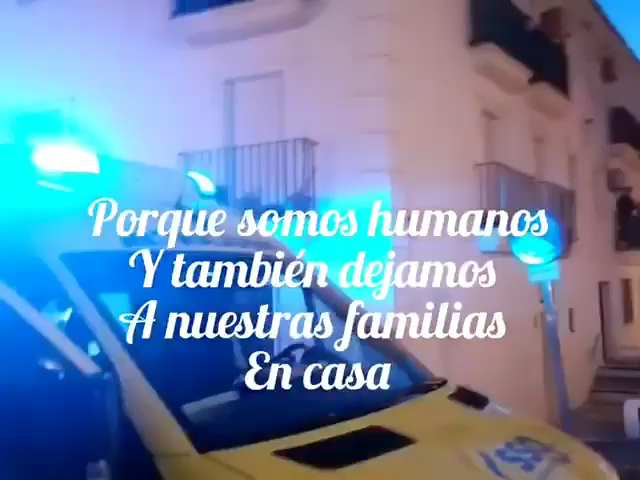 Porque somos humanos
Y también dejamos
A nuestras familias
En casa